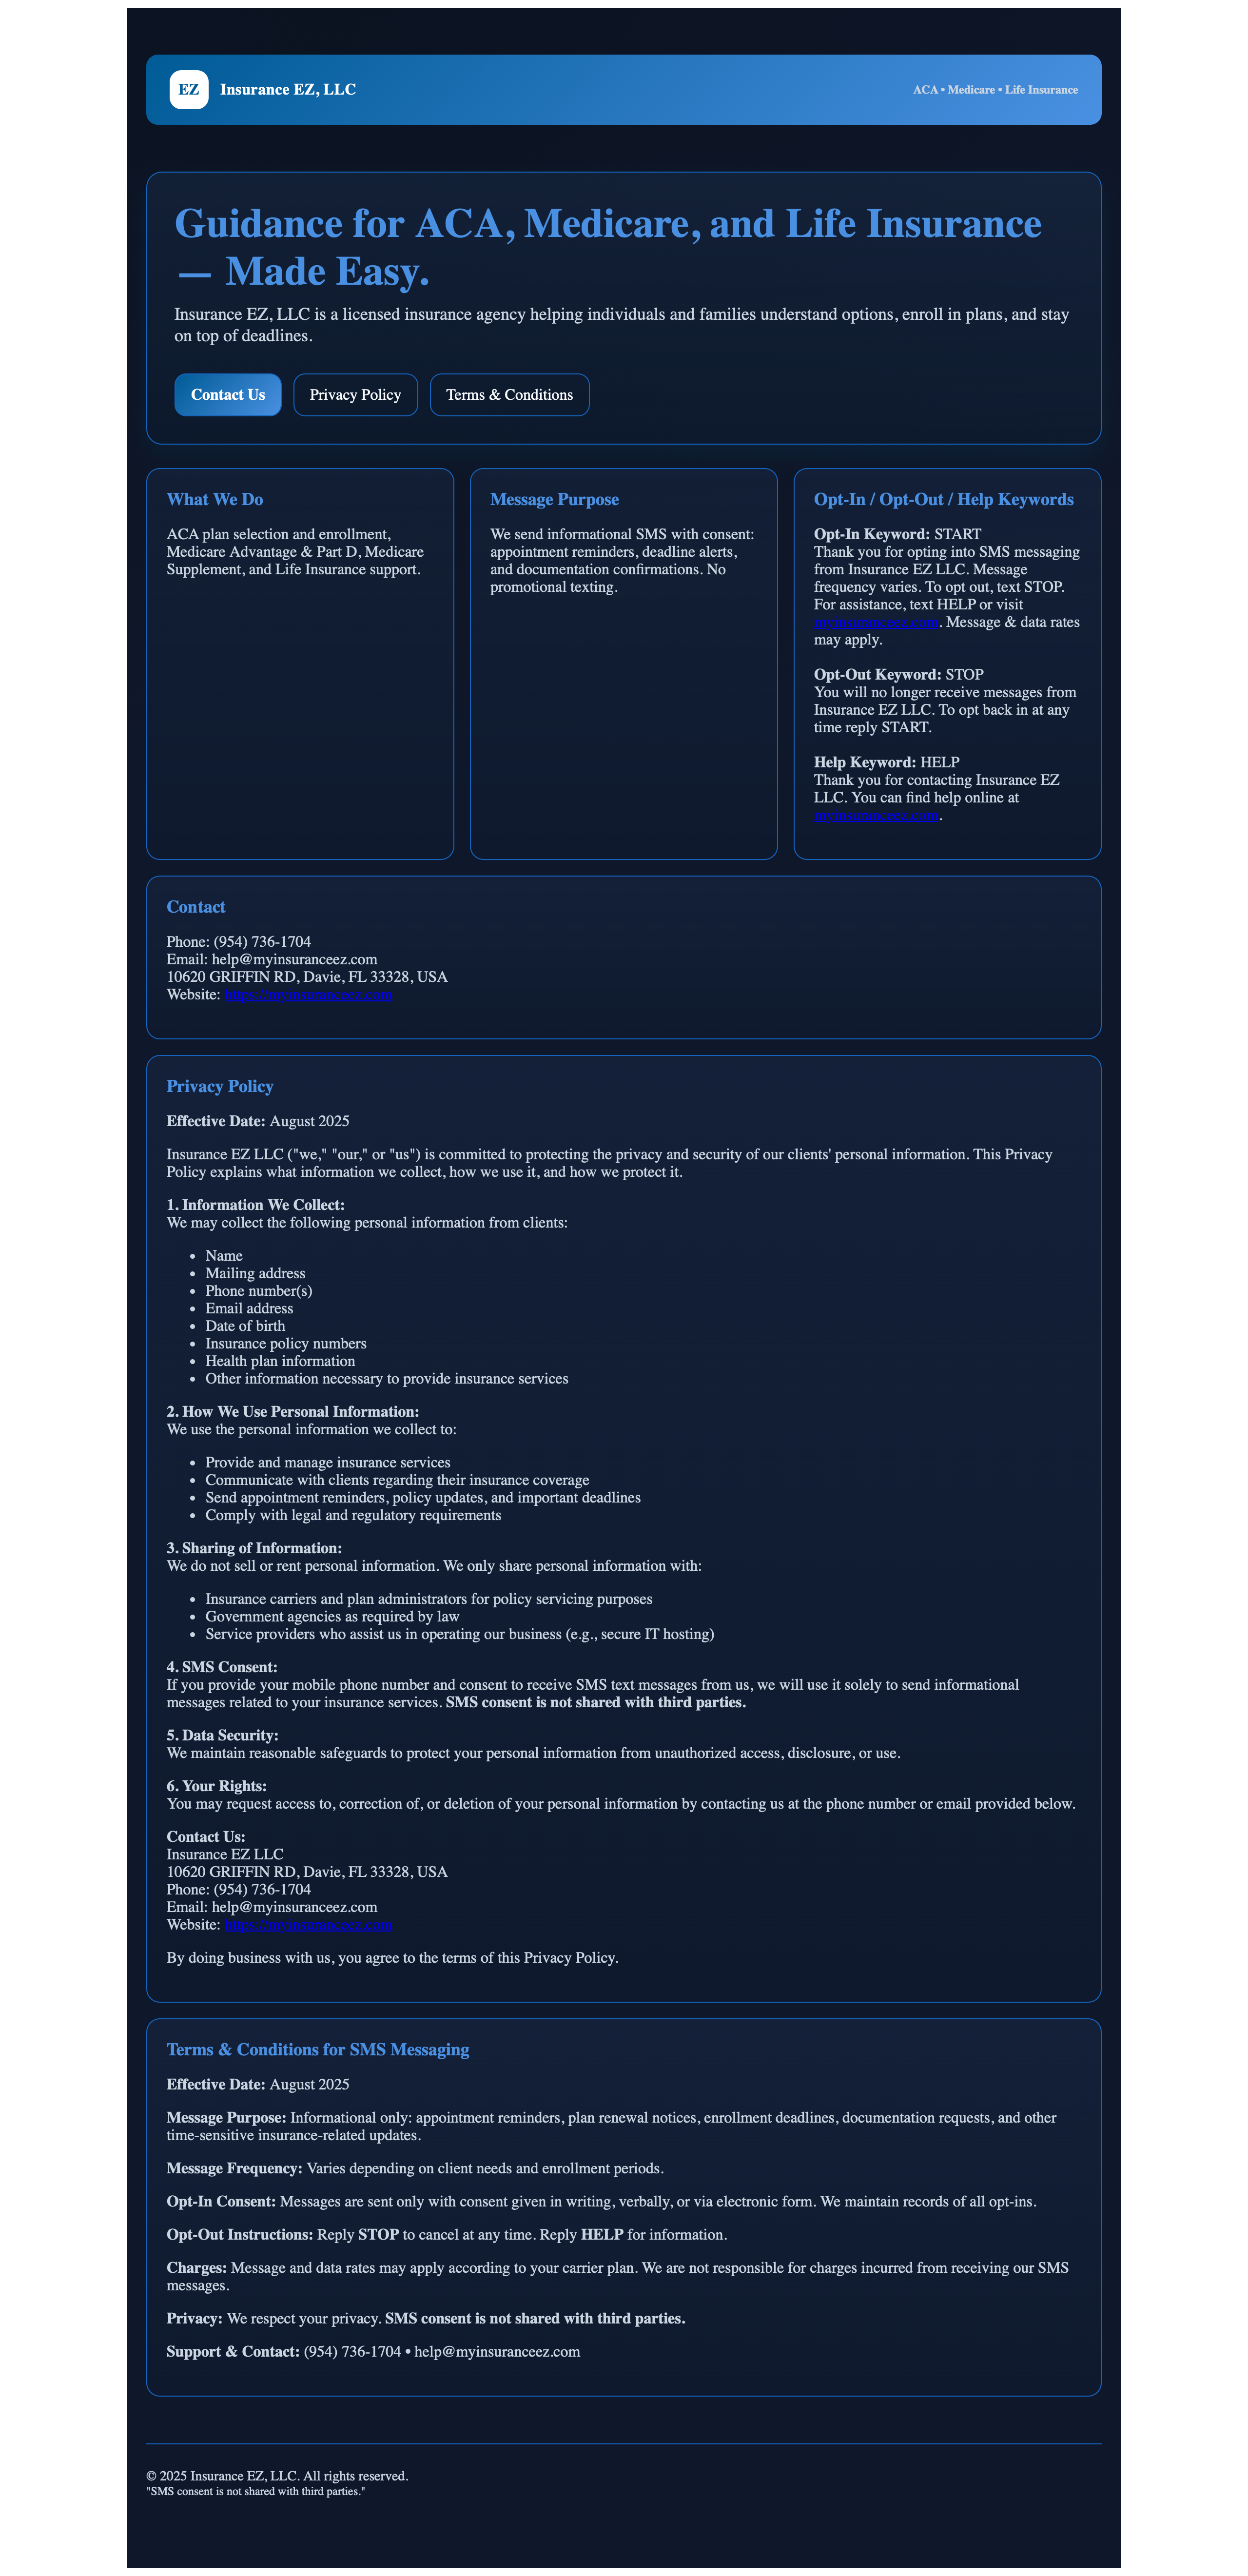 EZ
Insurance EZ, LLC
ACA • Medicare • Life Insurance
Guidance for ACA, Medicare, and Life Insurance
— Made Easy.
Insurance EZ, LLC is a licensed insurance agency helping individuals and families understand options, enroll in plans, and stay
on top of deadlines.
Contact Us
Privacy Policy
Terms & Conditions
What We Do
ACA plan selection and enrollment,
Medicare Advantage & Part D, Medicare
Supplement, and Life Insurance support.
Message Purpose
We send informational SMS with consent:
appointment reminders, deadline alerts,
and documentation confirmations. No
promotional texting.
Opt-In / Opt-Out / Help Keywords
Opt-In Keyword: START
Thank you for opting into SMS messaging
from Insurance EZ LLC. Message
frequency varies. To opt out, text STOP.
For assistance, text HELP or visit
myinsuranceez.com. Message & data rates
may apply.
Opt-Out Keyword: STOP
You will no longer receive messages from
Insurance EZ LLC. To opt back in at any
time reply START.
Help Keyword: HELP
Thank you for contacting Insurance EZ
LLC. You can find help online at
myinsuranceez.com.
Contact
Phone: (954) 736-1704
Email: help@myinsuranceez.com
10620 GRIFFIN RD, Davie, FL 33328, USA
Website: https://myinsuranceez.com
Privacy Policy
Effective Date: August 2025
Insurance EZ LLC ("we," "our," or "us") is committed to protecting the privacy and security of our clients' personal information. This Privacy
Policy explains what information we collect, how we use it, and how we protect it.
1. Information We Collect:
We may collect the following personal information from clients:
• Name
• Mailing address
• Phone number(s)
• Email address
• Date of birth
• Insurance policy numbers
• Health plan information
• Other information necessary to provide insurance services
2. How We Use Personal Information:
We use the personal information we collect to:
• Provide and manage insurance services
• Communicate with clients regarding their insurance coverage
• Send appointment reminders, policy updates, and important deadlines
• Comply with legal and regulatory requirements
3. Sharing of Information:
We do not sell or rent personal information. We only share personal information with:
• Insurance carriers and plan administrators for policy servicing purposes
• Government agencies as required by law
• Service providers who assist us in operating our business (e.g., secure IT hosting)
4. SMS Consent:
If you provide your mobile phone number and consent to receive SMS text messages from us, we will use it solely to send informational
messages related to your insurance services. SMS consent is not shared with third parties.
5. Data Security:
We maintain reasonable safeguards to protect your personal information from unauthorized access, disclosure, or use.
6. Your Rights:
You may request access to, correction of, or deletion of your personal information by contacting us at the phone number or email provided below.
Contact Us:
Insurance EZ LLC
10620 GRIFFIN RD, Davie, FL 33328, USA
Phone: (954) 736-1704
Email: help@myinsuranceez.com
Website: https://myinsuranceez.com
By doing business with us, you agree to the terms of this Privacy Policy.
Terms & Conditions for SMS Messaging
Effective Date: August 2025
Message Purpose: Informational only: appointment reminders, plan renewal notices, enrollment deadlines, documentation requests, and other
time-sensitive insurance-related updates.
Message Frequency: Varies depending on client needs and enrollment periods.
Opt-In Consent: Messages are sent only with consent given in writing, verbally, or via electronic form. We maintain records of all opt-ins.
Opt-Out Instructions: Reply STOP to cancel at any time. Reply HELP for information.
Charges: Message and data rates may apply according to your carrier plan. We are not responsible for charges incurred from receiving our SMS
messages.
Privacy: We respect your privacy. SMS consent is not shared with third parties.
Support & Contact: (954) 736-1704 • help@myinsuranceez.com
© 2025 Insurance EZ, LLC. All rights reserved.
"SMS consent is not shared with third parties."